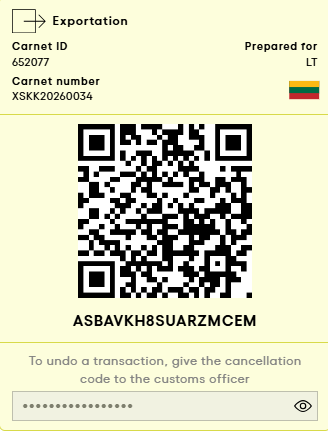 Exportation
Carnet ID
652077
Prepared for
LT
Carnet number
XSKK20260034
ASBAVKH8SUARZMCEM
To undo a transaction, give the cancellation
code to the customs officer
•••••••••••••••••